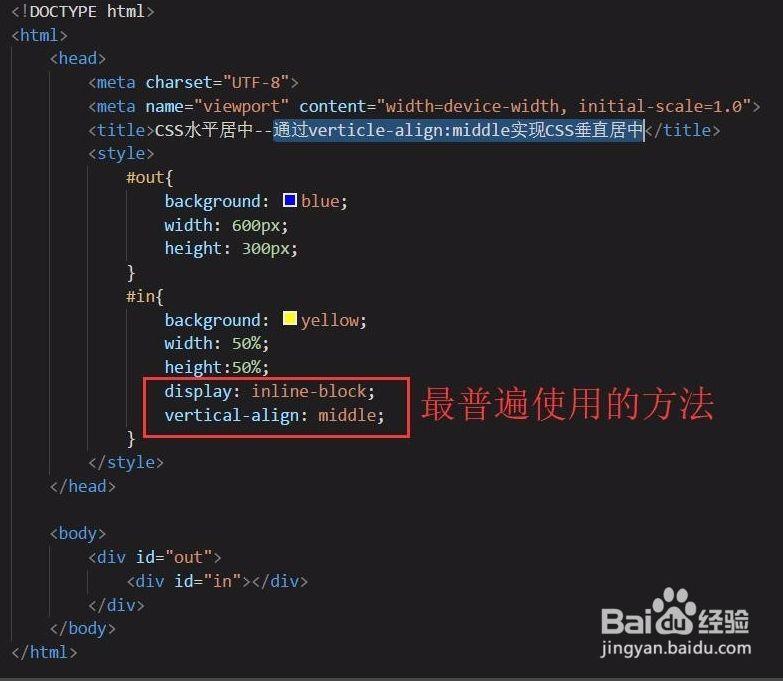 <!DOCTYPE html>
<html>
<head>
<meta charset="UTF-8">
<meta name="viewport" content="width=device-width, initial-scale=1.0">
<title>CSS水平居中--通过verticle-align:middle实现CSS垂直居中</title>
<style>
#out{
background: blue;
width: 600px;
height: 300px;
}
#in{
background: yellow;
width: 50%;
height:50%;
display: inline-block;
vertical-align: middle;
最普遍使用的方法
}
</style>
</head>
<body>
<div id="out">
<div id="in"></div>
</div>
</body>
</html>
Bai du 经验
jingyan.baidu.com